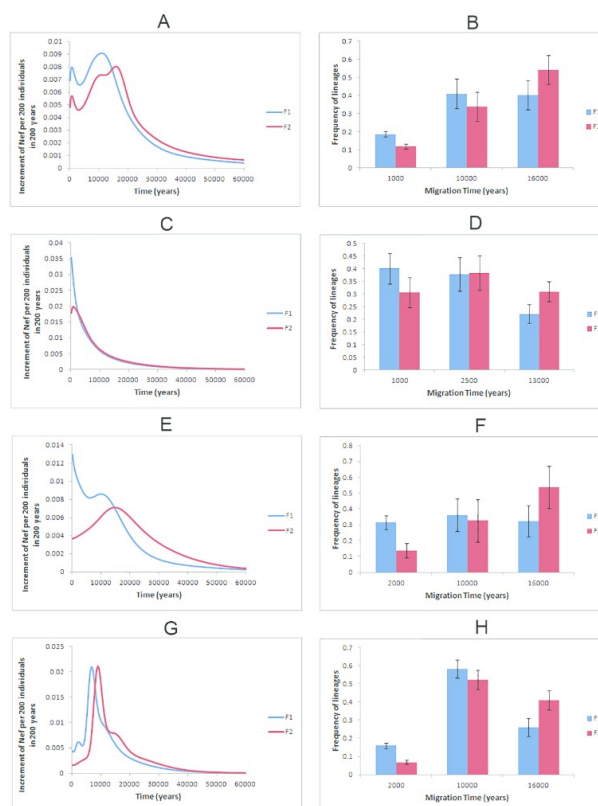 A
Increment of Nef per 200 individuals
in 200 years
0.01
0.009
0.008
0.007
0.006
0.005
0.004
0.003
0.002
0.001
0
0 10000 20000 30000 40000 50000 60000
Time (years)
F1
F2
B
Frequency of lineages
0.7
0.6
0.5
0.4
0.3
0.2
0.1
0
1000 10000 16000
Migration Time (years)
F1
F2
C
Increment of Nef per 200 individuals
in 200 years
0.04
0.035
0.03
0.025
0.02
0.015
0.01
0.005
0
0 10000 20000 30000 40000 50000 60000
Time (years)
F1
F2
D
Frequency of lineages
0.5
0.45
0.4
0.35
0.3
0.25
0.2
0.15
0.1
0.05
0
1000 2500 13000
Migration Time (years)
F
F
E
Increment of Nef per 200 individuals
in 200 years
0.014
0.012
0.01
0.008
0.006
0.004
0.002
0
0 10000 20000 30000 40000 50000 60000
Time (years)
F1
F2
F
Frequency of lineages
0.8
0.7
0.6
0.5
0.4
0.3
0.2
0.1
0
2000 10000 16000
Migration Time (years)
F
F
G
Increment of Nef per 200 individuals
in 200 years
0.025
0.02
0.015
0.01
0.005
0
0 10000 20000 30000 40000 50000 60000
Time (years)
F1
F2
H
Frequency of lineages
0.7
0.6
0.5
0.4
0.3
0.2
0.1
0
2000 10000 16000
Migration Time (years)
F
F